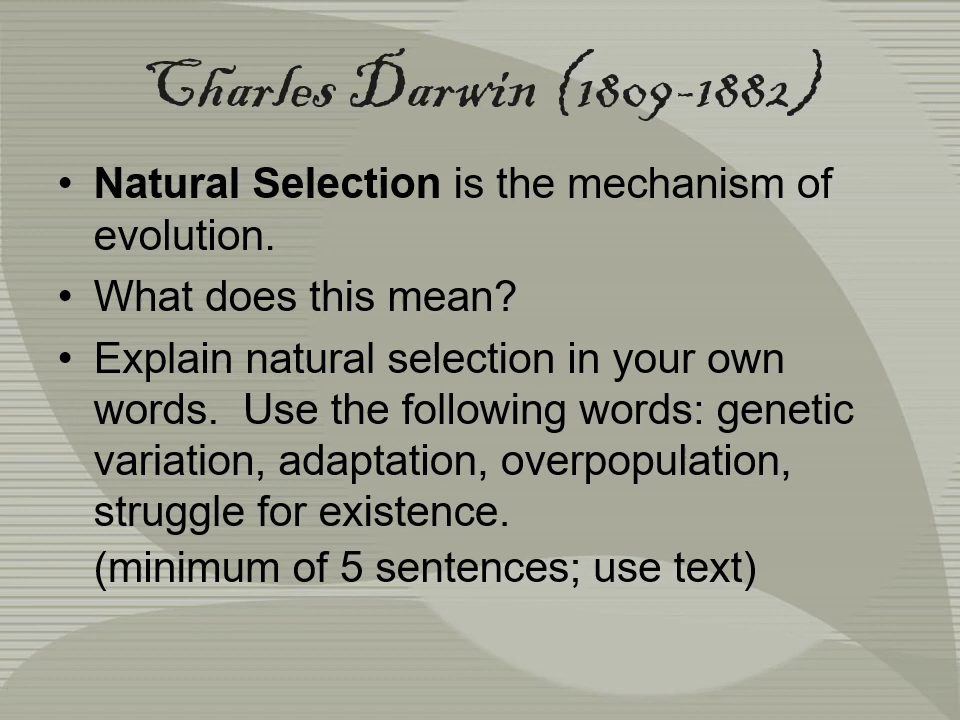 Charles Darwin (1809-1882)
• Natural Selection is the mechanism of
evolution.
• What does this mean?
• Explain natural selection in your own
words.  Use the following words: genetic
variation, adaptation, overpopulation,
struggle for existence.
(minimum of 5 sentences; use text)